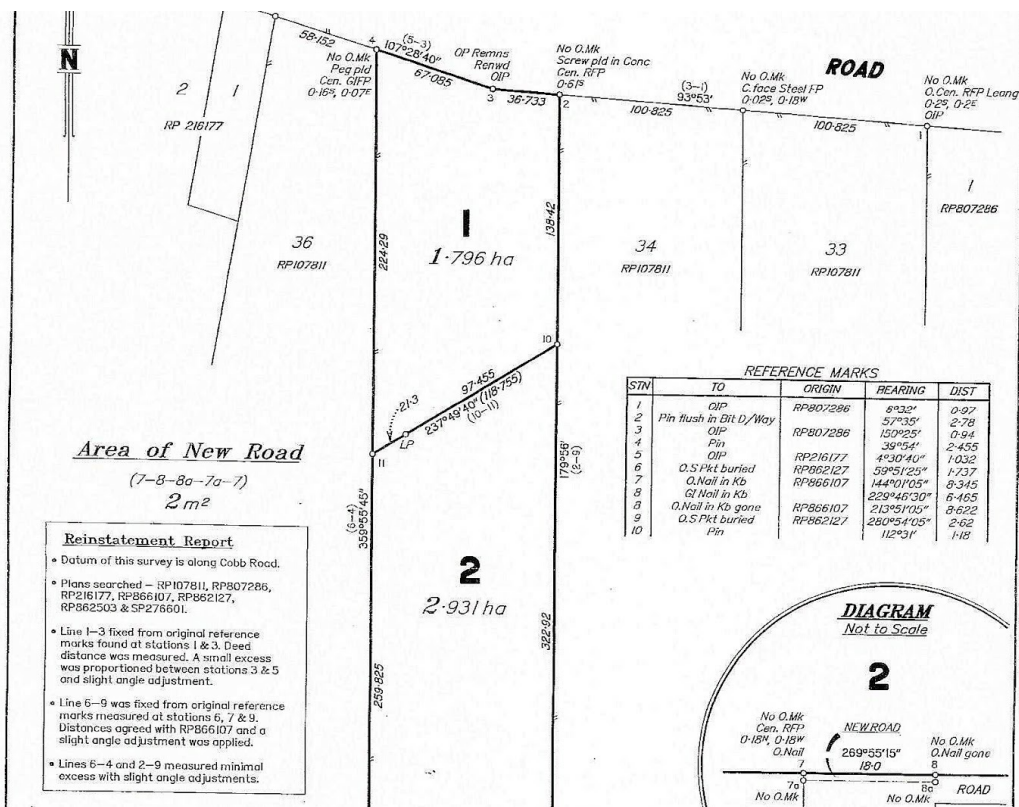 N
58·152
4
107°28'40"
(5-3)
67·085
No O.Mk
Peg pld
Cen. GIFP
0·16S, 0·07E
OP Remns
Renwd
OIP
3
36·733
2
No O.Mk
Screw pld in Conc
Cen. RFP
0·61S
(3-1)
93°53'
100·825
No O.Mk
C.face Steel FP
0·02S, 0·18W
ROAD
100·825
No O.Mk
O.Cen. RFP Leang
0·2S, 0·2E
OIP
1
2
1
RP 216177
36
RP107811
224·29
1
1·796 ha
138·42
34
RP107811
33
RP107811
1
RP807286
10
97·455
237°49'40" (118·755)
(10-11)
21·3
LP
11
179°56'
(2-9)
(6-4)
359°55'45"
2
2·931 ha
322·92
259·825
REFERENCE MARKS
STN TO ORIGIN BEARING DIST
1 OIP RP807286 6°32' 0·97
2 Pin flush in Bit D/Way 57°35' 2·78
3 OIP RP807286 150°25' 0·94
4 Pin 39°54' 2·455
5 OIP RP216177 4°30'40" 1·032
6 O.S Pkt buried RP862127 59°51'25" 1·737
7 O.Nail in Kb RP866107 144°01'05" 8·345
GI Nail in Kb 229°46'30" 6·465
8 O.Nail in Kb gone RP866107 213°51'05" 8·622
9 O.S Pkt buried RP862127 280°54'05" 2·62
10 Pin 112°31' 1·18
Area of New Road
(7-8-8a-7a-7)
2 m²
Reinstatement Report
• Datum of this survey is along Cobb Road.
• Plans searched – RP107811, RP807286,
RP216177, RP866107, RP862127,
RP862503 & SP276601.
• Line 1-3 fixed from original reference
marks found at stations 1 & 3. Deed
distance was measured. A small excess
was proportioned between stations 3 & 5
and slight angle adjustment.
• Line 6-9 was fixed from original reference
marks measured at stations 6, 7 & 9.
Distances agreed with RP866107 and a
slight angle adjustment was applied.
• Lines 6-4 and 2-9 measured minimal
excess with slight angle adjustments.
DIAGRAM
Not to Scale
2
No O.Mk
Cen. RFP
0·18N, 0·18W
O.Nail
7
NEW ROAD
269°55'15"
18·0
No O.Mk
O.Nail gone
8
7a
No O.Mk
8a
No O.Mk
ROAD